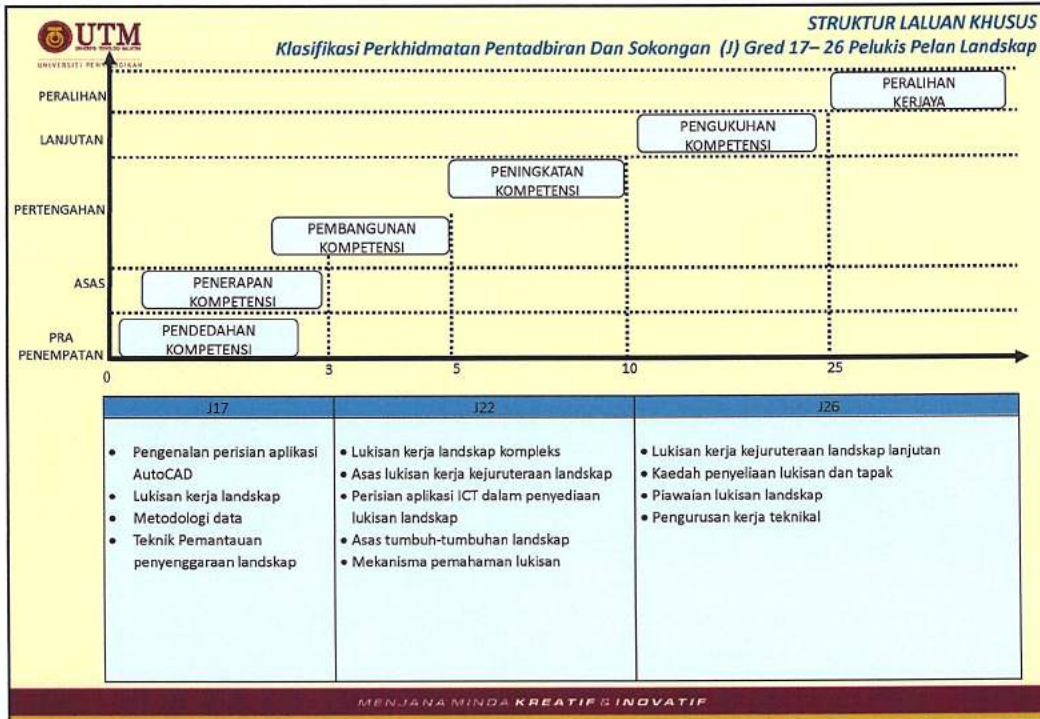 UTM
UNIVERSITI TEKNOLOGI MALAYSIA
STRUKTUR LALUAN KHUSUS
Klasifikasi Perkhidmatan Pentadbiran Dan Sokongan (J) Gred 17– 26 Pelukis Pelan Landskap
PERALIHAN
PERALIHAN
KERJAYA
LANJUTAN
PENGUKUHAN
KOMPETENSI
PENINGKATAN
KOMPETENSI
PERTENGAHAN
PEMBANGUNAN
KOMPETENSI
ASAS
PENERAPAN
KOMPETENSI
PRA
PENEMPATAN
PENDEDAHAN
KOMPETENSI
0
3
5
10
25
J17
J22
J26
• Pengenalan perisian aplikasi
AutoCAD
• Lukisan kerja landskap
• Metodologi data
• Teknik Pemantauan
penyenggaraan landskap
• Lukisan kerja landskap kompleks
• Asas lukisan kerja kejuruteraan landskap
• Perisian aplikasi ICT dalam penyediaan
lukisan landskap
• Asas tumbuh-tumbuhan landskap
• Mekanisma pemahaman lukisan
• Lukisan kerja kejuruteraan landskap lanjutan
• Kaedah penyeliaan lukisan dan tapak
• Piawaian lukisan landskap
• Pengurusan kerja teknikal
MENJANA MINDA KREATIF & INOVATIF